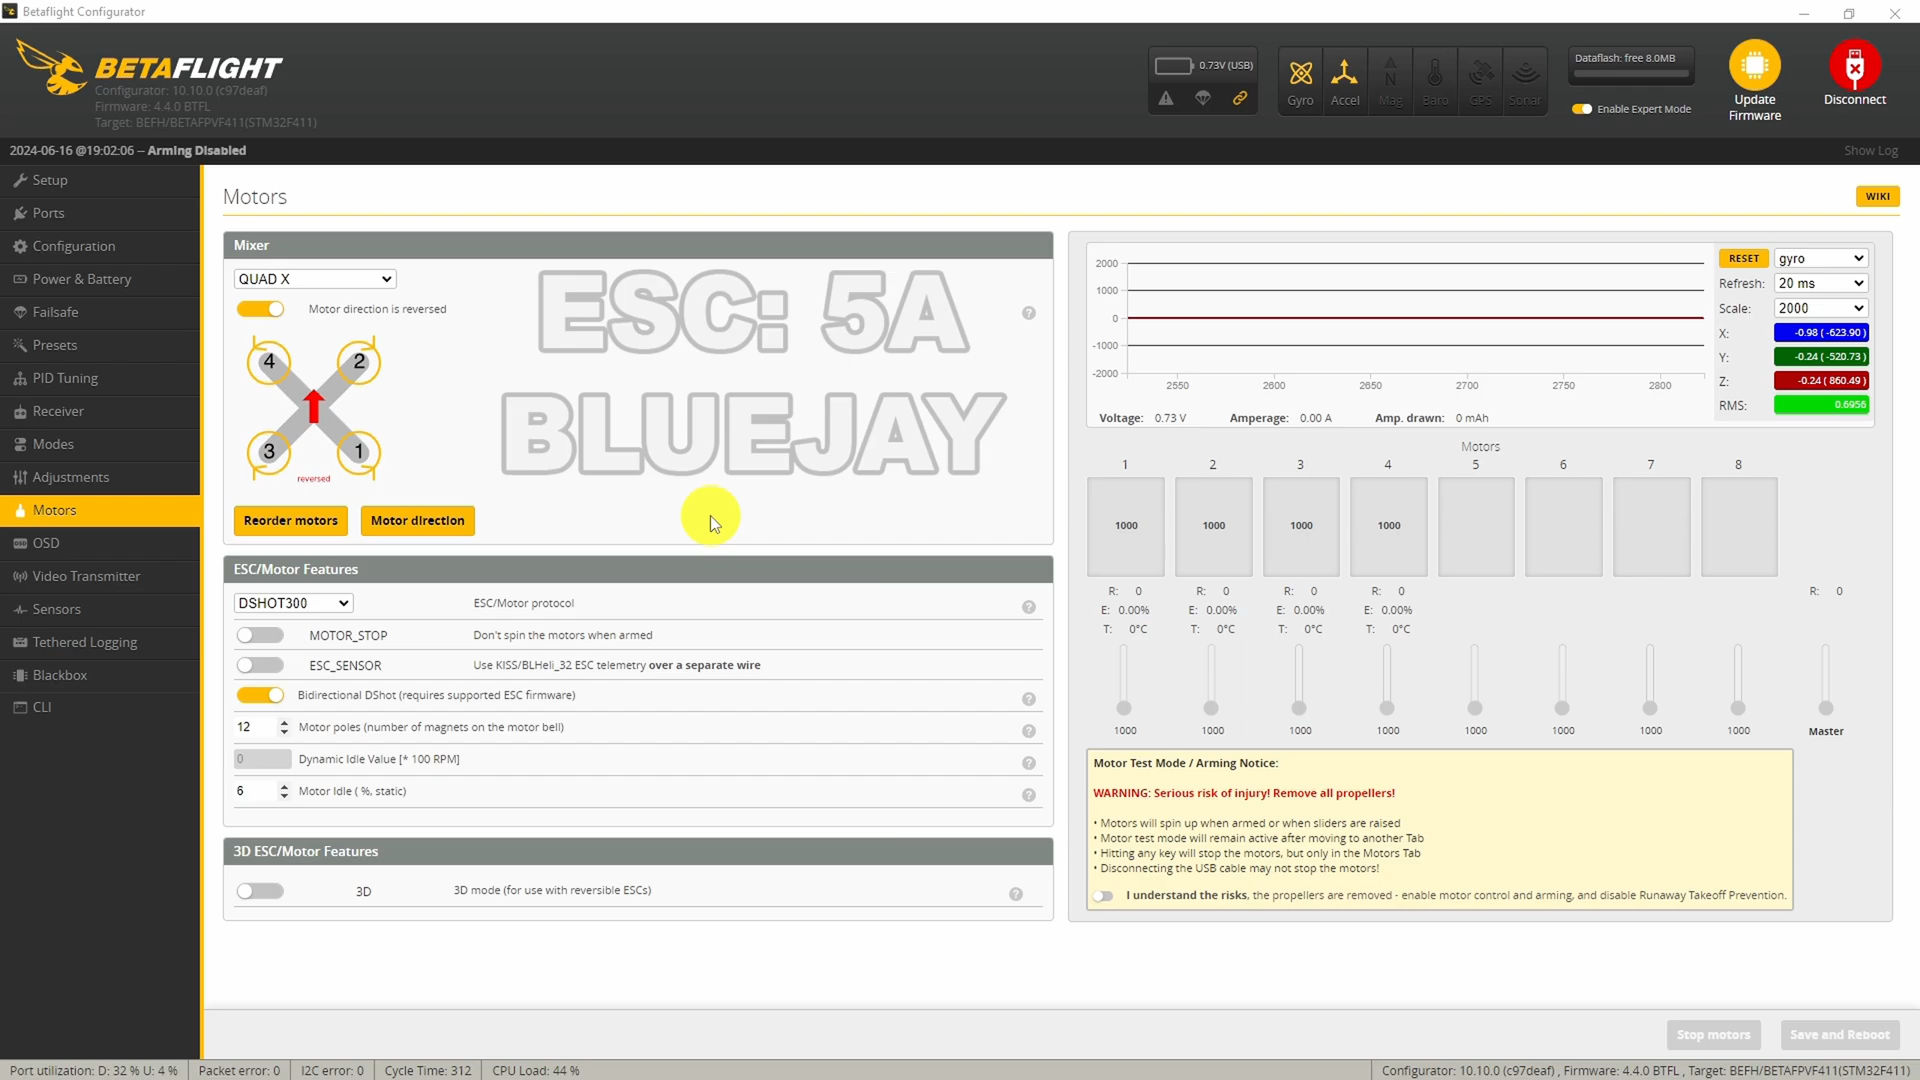 Betaflight Configurator
BETAFLIGHT
Configurator: 10.10.0 (c97deaf)
Firmware: 4.4.0 BTFL
Target: BEFH/BETAFPVF411(STM32F411)
0.73V (USB)
Gyro
Accel
Mag
Baro
GPS
Sonar
Dataflash: free 8.0MB
Enable Expert Mode
Update
Firmware
Disconnect
2024-06-16 @19:02:06 -- Arming Disabled
Show Log
Setup
Ports
Configuration
Power & Battery
Failsafe
Presets
PID Tuning
Receiver
Modes
Adjustments
Motors
OSD
Video Transmitter
Sensors
Tethered Logging
Blackbox
CLI
Motors
WIKI
Mixer
QUAD X
Motor direction is reversed
4
2
3
1
reversed
ESC: 5A
BLUEJAY
Reorder motors
Motor direction
ESC/Motor Features
DSHOT300
ESC/Motor protocol
MOTOR_STOP
Don't spin the motors when armed
ESC_SENSOR
Use KISS/BLHeli_32 ESC telemetry over a separate wire
Bidirectional DShot (requires supported ESC firmware)
12
Motor poles (number of magnets on the motor bell)
0
Dynamic Idle Value [* 100 RPM]
6
Motor Idle ( %, static)
3D ESC/Motor Features
3D
3D mode (for use with reversible ESCs)
2000
1000
0
-1000
-2000
2550 2600 2650 2700 2750 2800
RESET
gyro
Refresh: 20 ms
Scale: 2000
X: -0.98 ( -623.90 )
Y: -0.24 ( -520.73 )
Z: -0.24 ( 860.49 )
RMS: 0.6956
Voltage: 0.73 V Amperage: 0.00 A Amp. drawn: 0 mAh
Motors
1 2 3 4 5 6 7 8
1000 1000 1000 1000
R: 0 R: 0 R: 0 R: 0 R: 0
E: 0.00% E: 0.00% E: 0.00% E: 0.00%
T: 0°C T: 0°C T: 0°C T: 0°C
1000 1000 1000 1000 1000 1000 1000 1000 Master
Motor Test Mode / Arming Notice:
WARNING: Serious risk of injury! Remove all propellers!
• Motors will spin up when armed or when sliders are raised
• Motor test mode will remain active after moving to another Tab
• Hitting any key will stop the motors, but only in the Motors Tab
• Disconnecting the USB cable may not stop the motors!
I understand the risks, the propellers are removed - enable motor control and arming, and disable Runaway Takeoff Prevention.
Stop motors
Save and Reboot
Port utilization: D: 32 % U: 4 %
Packet error: 0
I2C error: 0
Cycle Time: 312
CPU Load: 44 %
Configurator: 10.10.0 (c97deaf) , Firmware: 4.4.0 BTFL , Target: BEFH/BETAFPVF411(STM32F411)